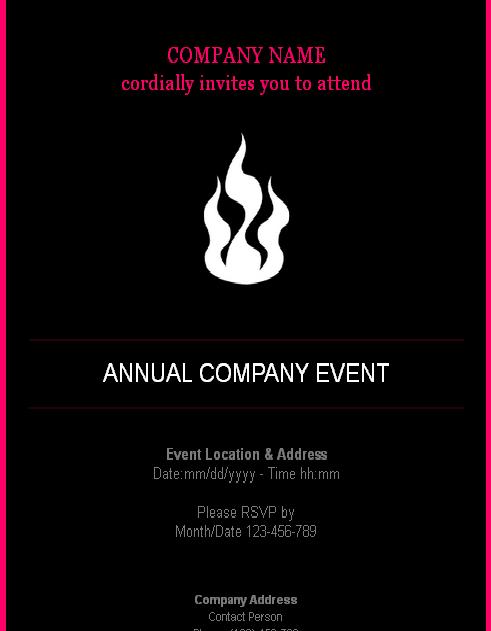 COMPANY NAME
cordially invites you to attend
ANNUAL COMPANY EVENT
Event Location & Address
Date:mm/dd/yyyy - Time hh:mm
Please RSVP by
Month/Date 123-456-789
Company Address
Contact Person